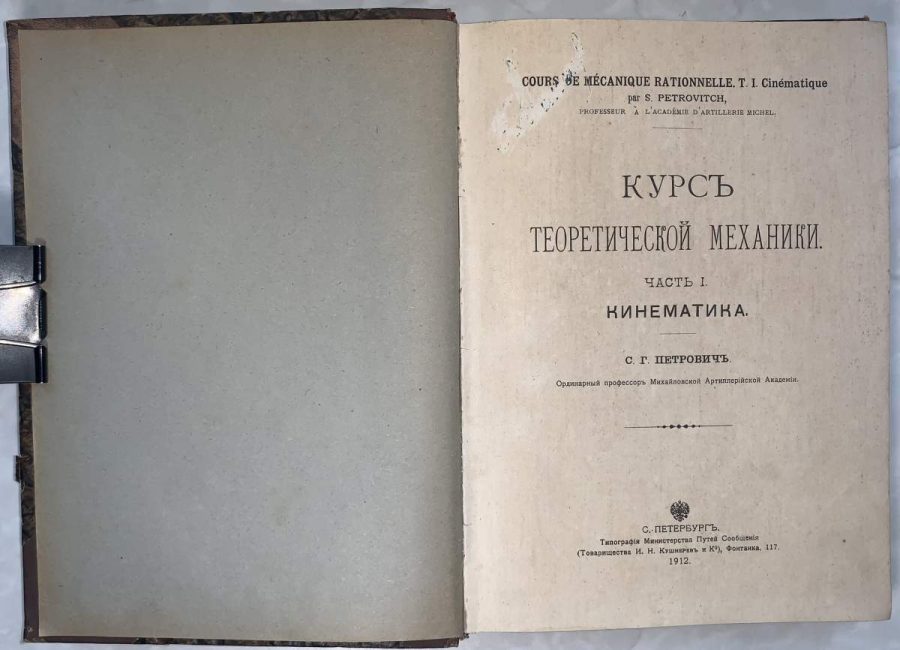 COURS DE MÉCANIQUE RATIONNELLE. T. I. Cinématique
par S. PETROVITCH,
PROFESSEUR À L'ACADÉMIE D'ARTILLERIE MICHEL.
КУРСЪ
ТЕОРЕТИЧЕСКОЙ МЕХАНИКИ.
ЧАСТЬ I.
КИНЕМАТИКА.
С. Г. ПЕТРОВИЧЪ.
Ординарный профессоръ Михайловской Артиллерійской Академіи.
С.-ПЕТЕРБУРГЪ.
Типографія Министерства Путей Сообщенія
(Товарищества И. Н. Кушнеревъ и К⁰), Фонтанка, 117.
1912.